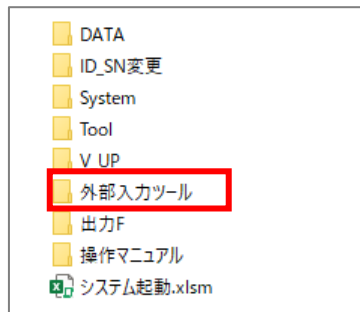 DATA
ID_SN変更
System
Tool
V_UP
外部入力ツール
出力F
操作マニュアル
システム起動.xlsm